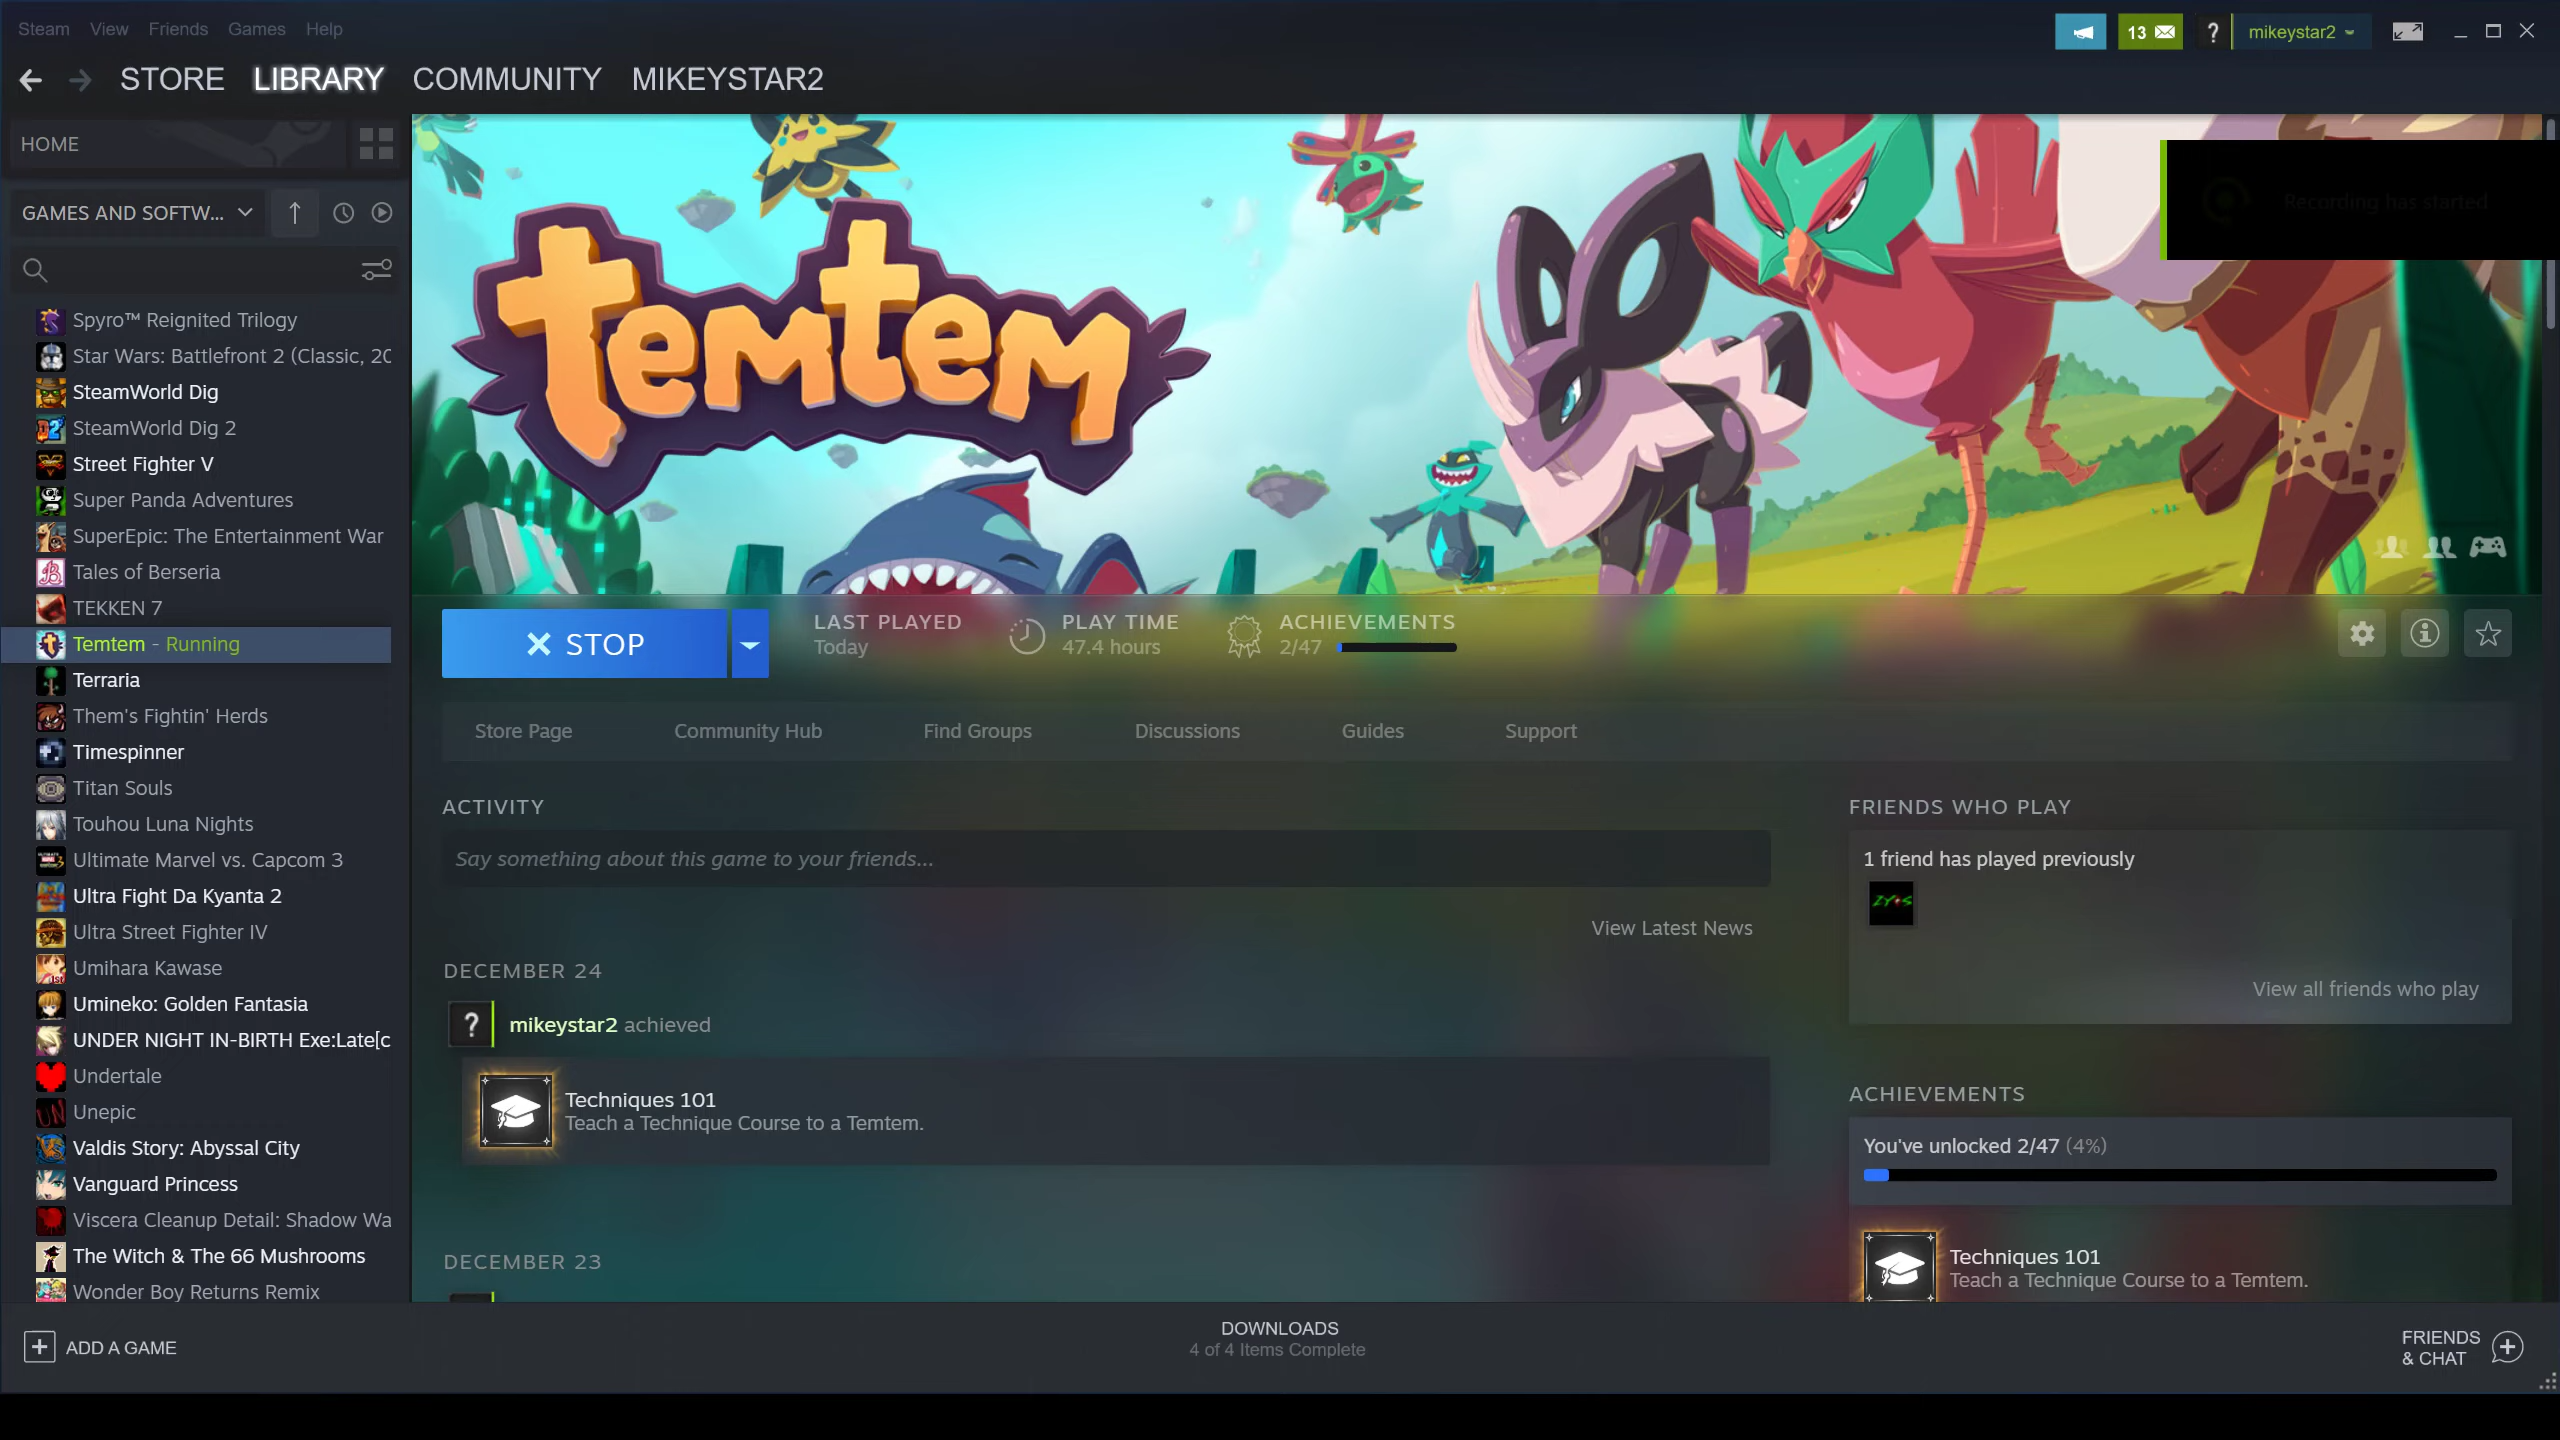 Steam View Friends Games Help
13
?
mikeystar2
STORE LIBRARY COMMUNITY MIKEYSTAR2
HOME
GAMES AND SOFTW...
Spyro™ Reignited Trilogy
Star Wars: Battlefront 2 (Classic, 20
SteamWorld Dig
SteamWorld Dig 2
Street Fighter V
Super Panda Adventures
SuperEpic: The Entertainment War
Tales of Berseria
TEKKEN 7
Temtem - Running
Terraria
Them's Fightin' Herds
Timespinner
Titan Souls
Touhou Luna Nights
Ultimate Marvel vs. Capcom 3
Ultra Fight Da Kyanta 2
Ultra Street Fighter IV
Umihara Kawase
Umineko: Golden Fantasia
UNDER NIGHT IN-BIRTH Exe:Late[c
Undertale
Unepic
Valdis Story: Abyssal City
Vanguard Princess
Viscera Cleanup Detail: Shadow Wa
The Witch & The 66 Mushrooms
Wonder Boy Returns Remix
temtem
Recording has started
STOP
LAST PLAYED
Today
PLAY TIME
47.4 hours
ACHIEVEMENTS
2/47
Store Page Community Hub Find Groups Discussions Guides Support
ACTIVITY
Say something about this game to your friends...
View Latest News
DECEMBER 24
?
mikeystar2 achieved
Techniques 101
Teach a Technique Course to a Temtem.
DECEMBER 23
FRIENDS WHO PLAY
1 friend has played previously
View all friends who play
ACHIEVEMENTS
You've unlocked 2/47 (4%)
Techniques 101
Teach a Technique Course to a Temtem.
ADD A GAME
DOWNLOADS
4 of 4 Items Complete
FRIENDS
& CHAT